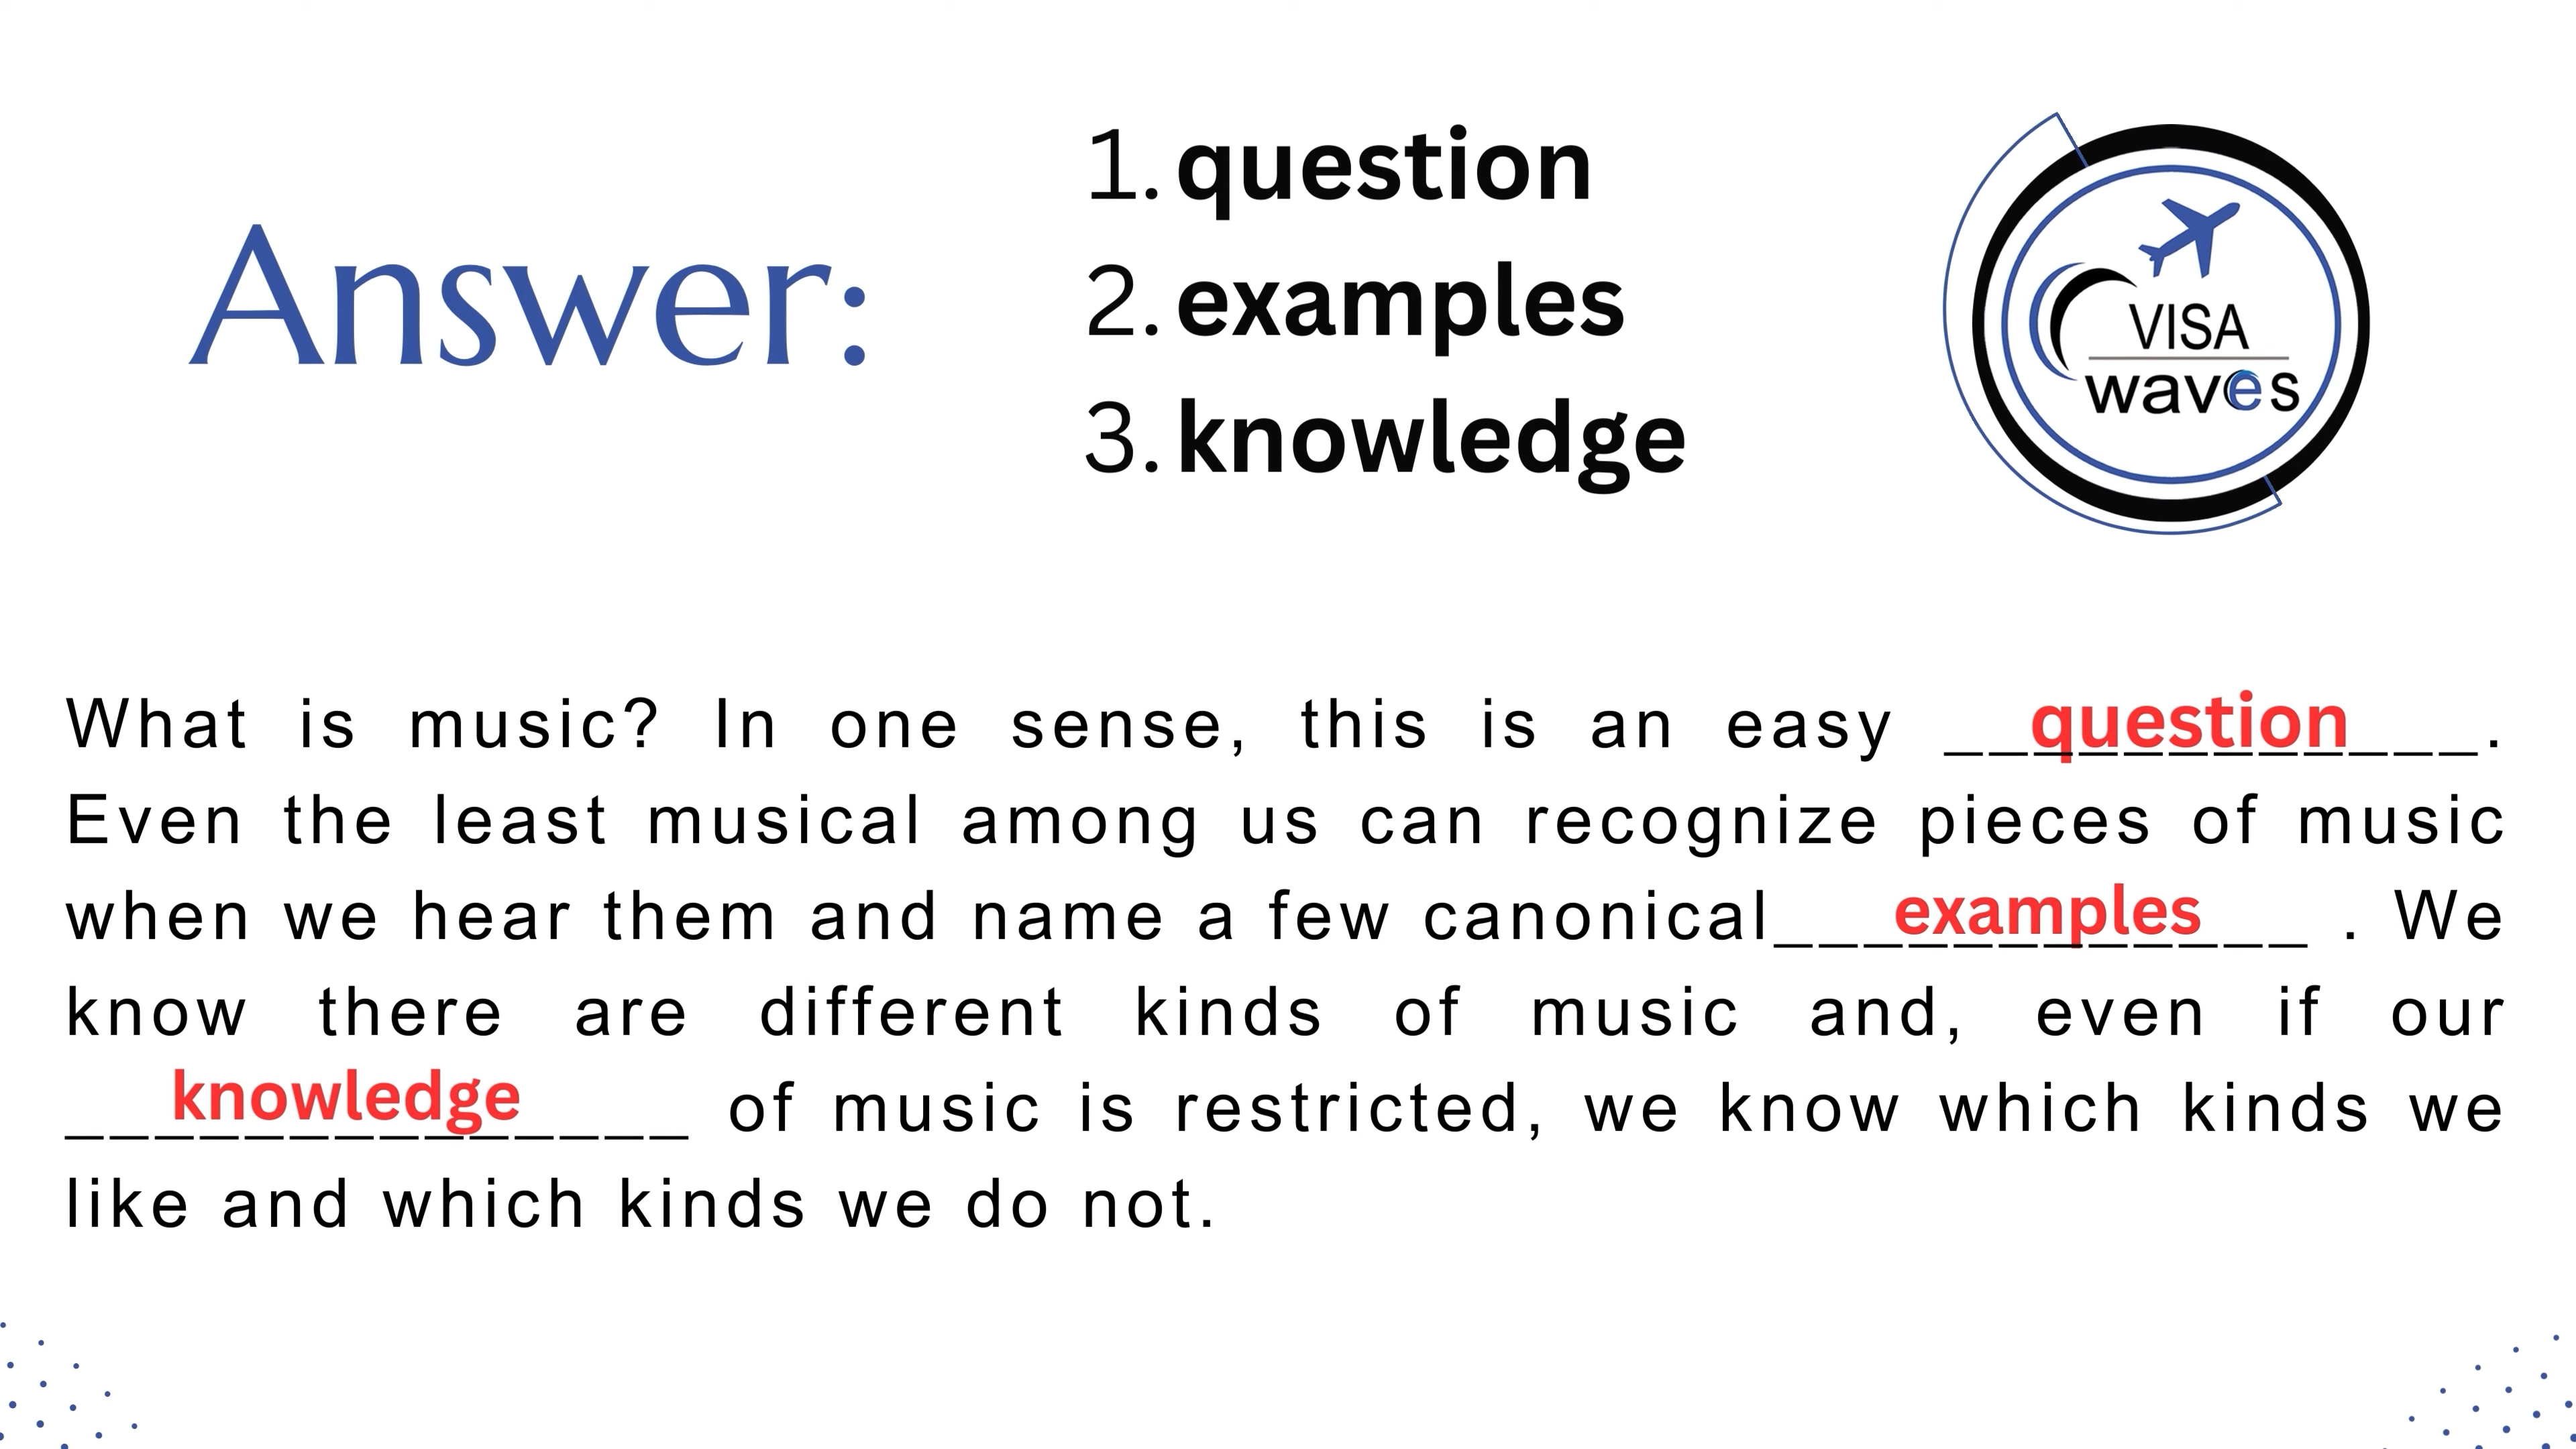 Answer:
1. question
2. examples
3. knowledge
VISA
waves
What is music? In one sense, this is an easy __question__________.
Even the least musical among us can recognize pieces of music
when we hear them and name a few canonical____examples________ . We
know there are different kinds of music and, even if our
____knowledge__________ of music is restricted, we know which kinds we
like and which kinds we do not.